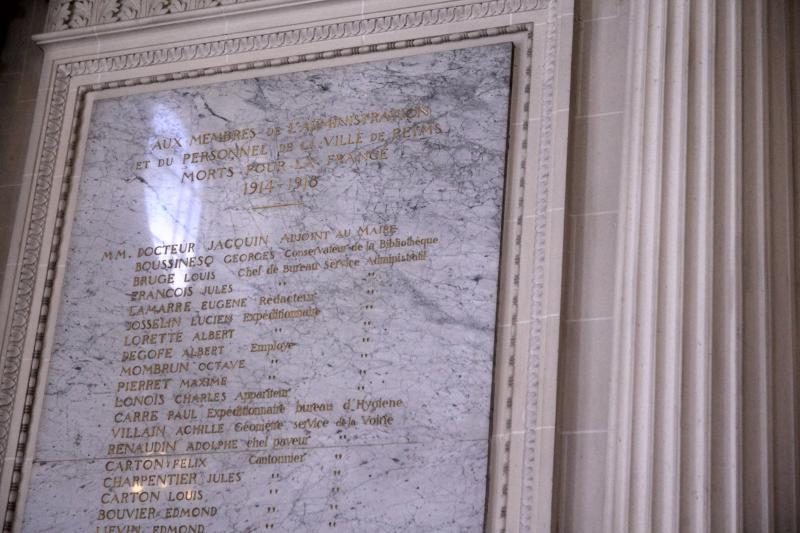 AUX MEMBRES DE L'ADMINISTRATION
ET DU PERSONNEL DE LA VILLE DE REIMS
MORTS POUR LA FRANCE
1914-1918
MM. DOCTEUR JACQUIN ADJOINT AU MAIRE
BOUSSINESQ GEORGES Conservateur de la Bibliothèque
BRUGE LOUIS Chef de Bureau Service Administratif
FRANÇOIS JULES " "
LAMARRE EUGENE Rédacteur "
JOSSELIN LUCIEN Expéditionnaire "
LORETTE ALBERT " "
DEGOFE ALBERT Employé "
MOMBRUN OCTAVE " "
PIERRET MAXIME " "
LONOIS CHARLES Appariteur "
CARRE PAUL Expéditionnaire bureau d'Hygiene
VILLAIN ACHILLE Géomètre service de la Voirie
RENAUDIN ADOLPHE chef paveur "
CARTON FELIX Cantonnier "
CHARPENTIER JULES " "
CARTON LOUIS " "
BOUVIER EDMOND " "
LIEVIN EDMOND " "